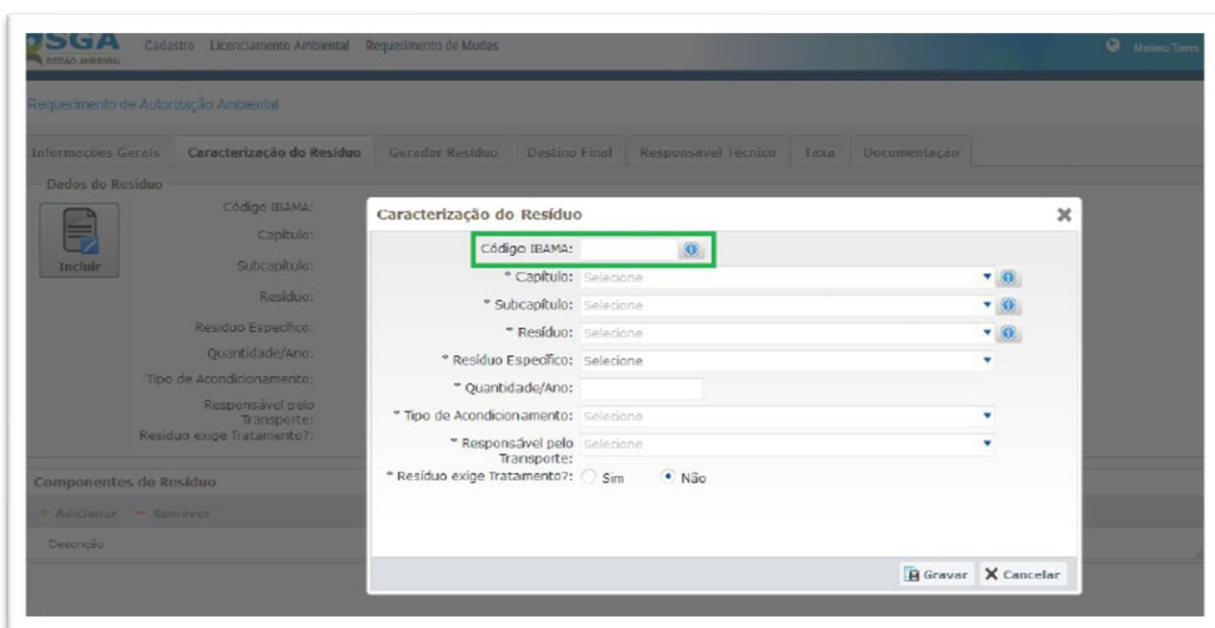 SGA
GESTÃO AMBIENTAL
Cadastro Licenciamento Ambiental Requerimento de Mudas
Mariano Torres
Requerimento de Autorização Ambiental
Informações Gerais Caracterização do Resíduo Gerador Resíduo Destino Final Responsável Técnico Taxa Documentação
Dados do Resíduo
Incluir
Código IBAMA:
Capítulo:
Subcapítulo:
Resíduo:
Resíduo Específico:
Quantidade/Ano:
Tipo de Acondicionamento:
Responsável pelo
Transporte:
Resíduo exige Tratamento?:
Componentes do Resíduo
+ Adicionar − Remover
Descrição
Caracterização do Resíduo
Código IBAMA:
* Capítulo: Selecione
* Subcapítulo: Selecione
* Resíduo: Selecione
* Resíduo Específico: Selecione
* Quantidade/Ano:
* Tipo de Acondicionamento: Selecione
* Responsável pelo Selecione
Transporte:
* Resíduo exige Tratamento?: Sim Não
Gravar Cancelar